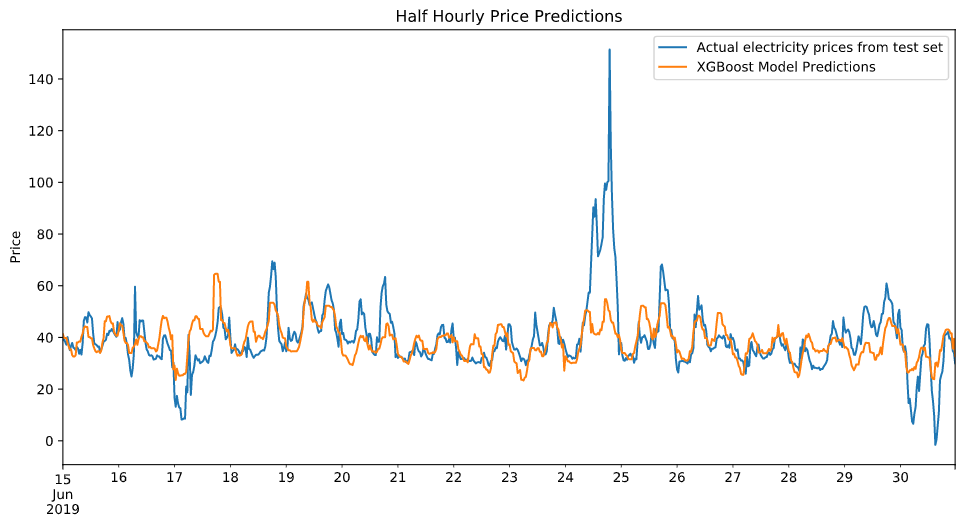 Half Hourly Price Predictions
Actual electricity prices from test set
XGBoost Model Predictions
Price
140
120
100
80
60
40
20
0
15 16 17 18 19 20 21 22 23 24 25 26 27 28 29 30
Jun
2019